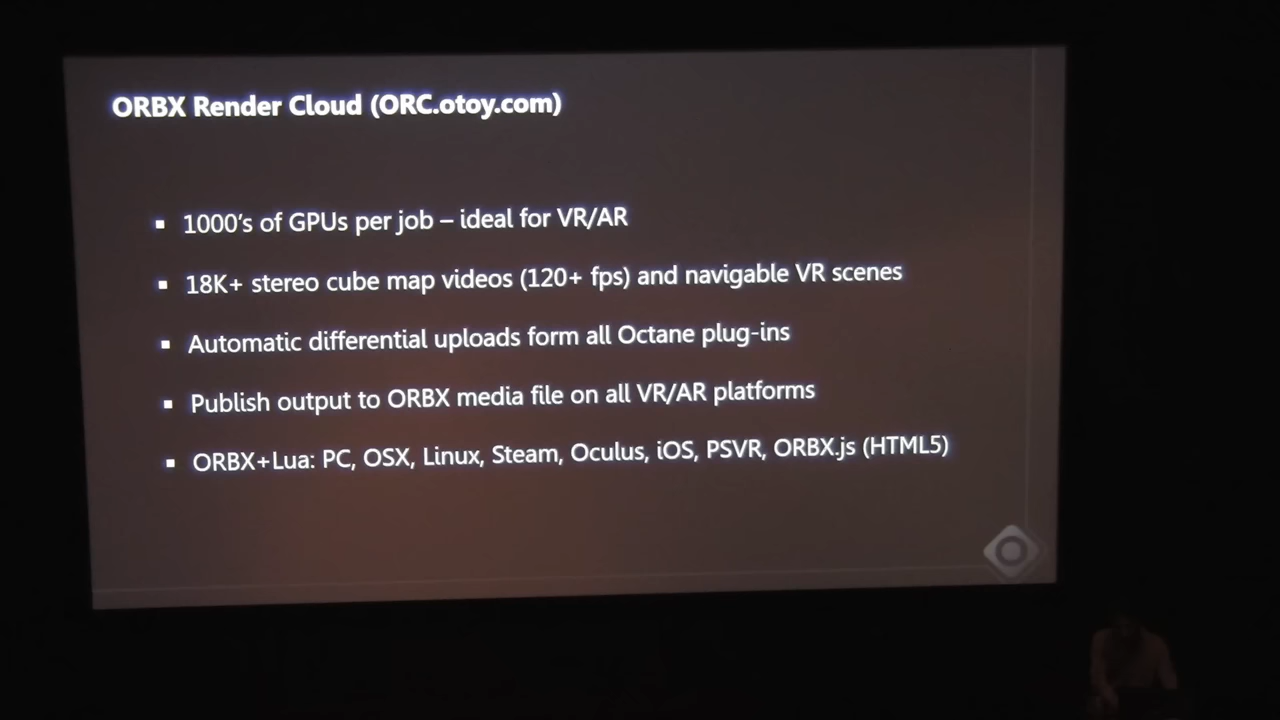 ORBX Render Cloud (ORC.otoy.com)
▪ 1000's of GPUs per job – ideal for VR/AR
▪ 18K+ stereo cube map videos (120+ fps) and navigable VR scenes
▪ Automatic differential uploads form all Octane plug-ins
▪ Publish output to ORBX media file on all VR/AR platforms
▪ ORBX+Lua: PC, OSX, Linux, Steam, Oculus, iOS, PSVR, ORBX.js (HTML5)